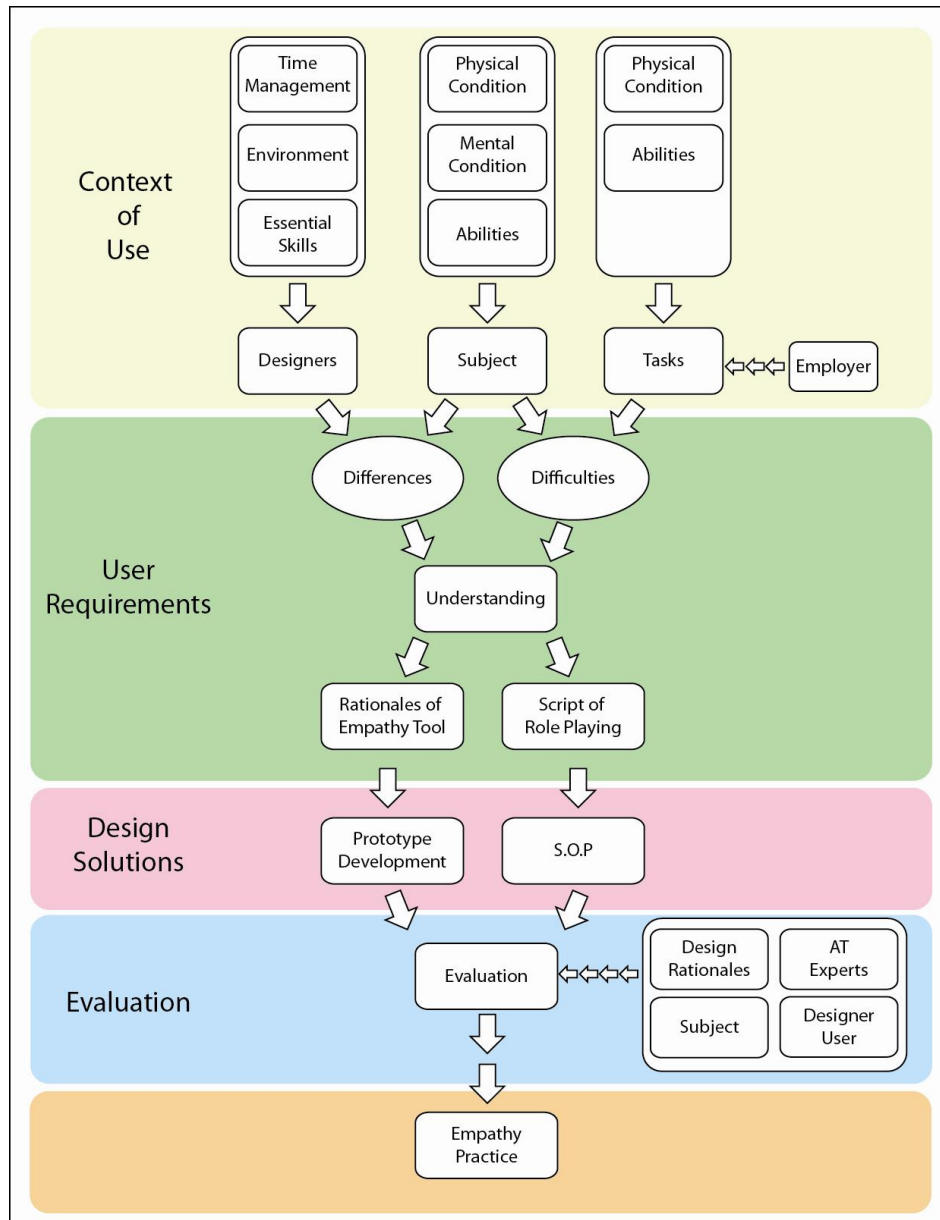 Context
of
Use
Time
Management
Environment
Essential
Skills
Physical
Condition
Mental
Condition
Abilities
Physical
Condition
Abilities
Designers
Subject
Tasks
Employer
User
Requirements
Differences
Difficulties
Understanding
Rationales of
Empathy Tool
Script of
Role Playing
Design
Solutions
Prototype
Development
S.O.P
Evaluation
Evaluation
Design
Rationales
AT
Experts
Subject
Designer
User
Empathy
Practice